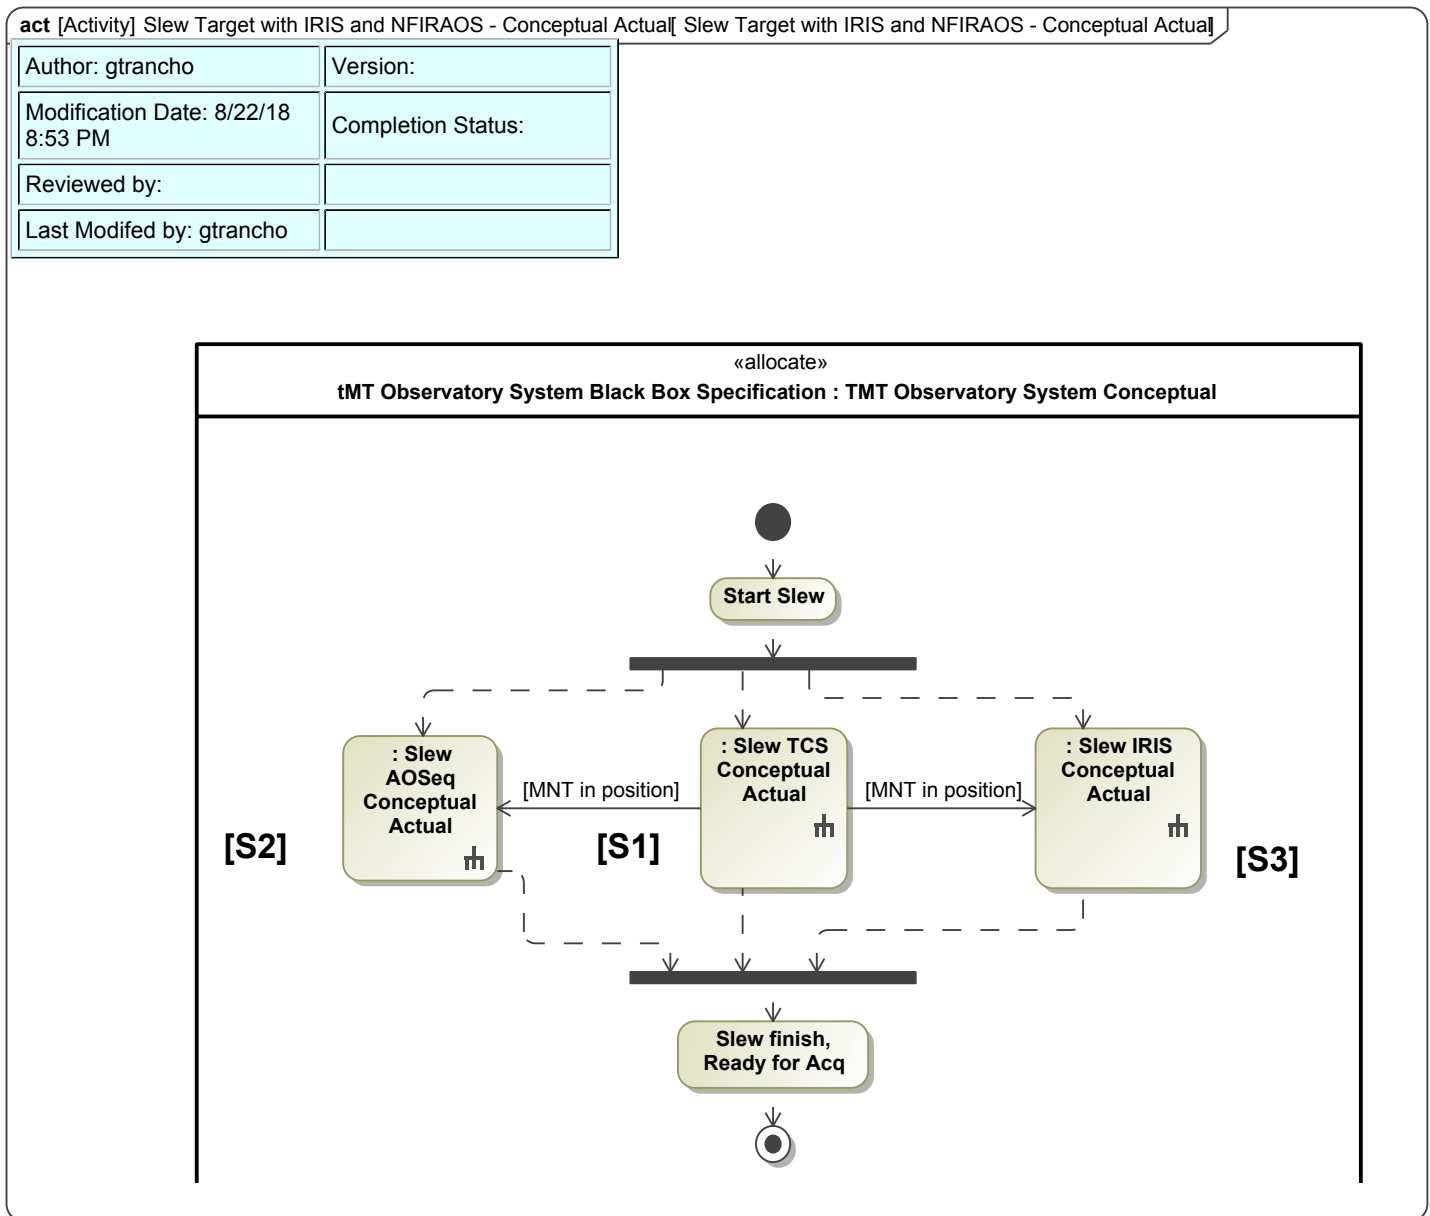 act [Activity] Slew Target with IRIS and NFIRAOS - Conceptual Actual[ Slew Target with IRIS and NFIRAOS - Conceptual Actual]
Author: gtrancho
Version:
Modification Date: 8/22/18
8:53 PM
Completion Status:
Reviewed by:
Last Modifed by: gtrancho
«allocate»
tMT Observatory System Black Box Specification : TMT Observatory System Conceptual
Start Slew
: Slew
AOSeq
Conceptual
Actual
[MNT in position]
: Slew TCS
Conceptual
Actual
[MNT in position]
: Slew IRIS
Conceptual
Actual
[S2]
[S1]
[S3]
Slew finish,
Ready for Acq